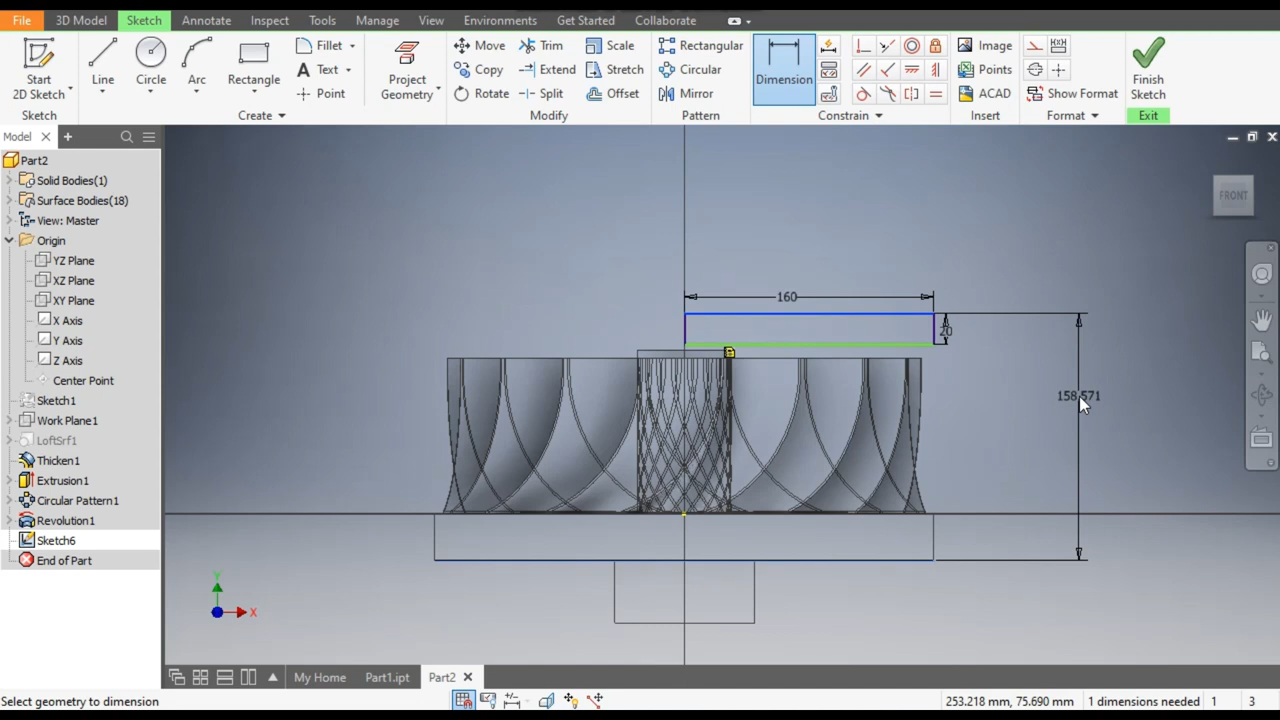 File 3D Model Sketch Annotate Inspect Tools Manage View Environments Get Started Collaborate
Start 2D Sketch
Line
Circle
Arc
Rectangle
Fillet
Text
Point
Project Geometry
Move
Copy
Rotate
Trim
Extend
Split
Scale
Stretch
Offset
Rectangular
Circular
Mirror
Dimension
Image
Points
ACAD
Show Format
Finish Sketch
Sketch Create Modify Pattern Constrain Insert Format Exit
Model
Part2
Solid Bodies(1)
Surface Bodies(18)
View: Master
Origin
YZ Plane
XZ Plane
XY Plane
X Axis
Y Axis
Z Axis
Center Point
Sketch1
Work Plane1
LoftSrf1
Thicken1
Extrusion1
Circular Pattern1
Revolution1
Sketch6
End of Part
FRONT
160
20
158.571
Y
X
My Home Part1.ipt Part2
Select geometry to dimension
253.218 mm, 75.690 mm 1 dimensions needed 1 3